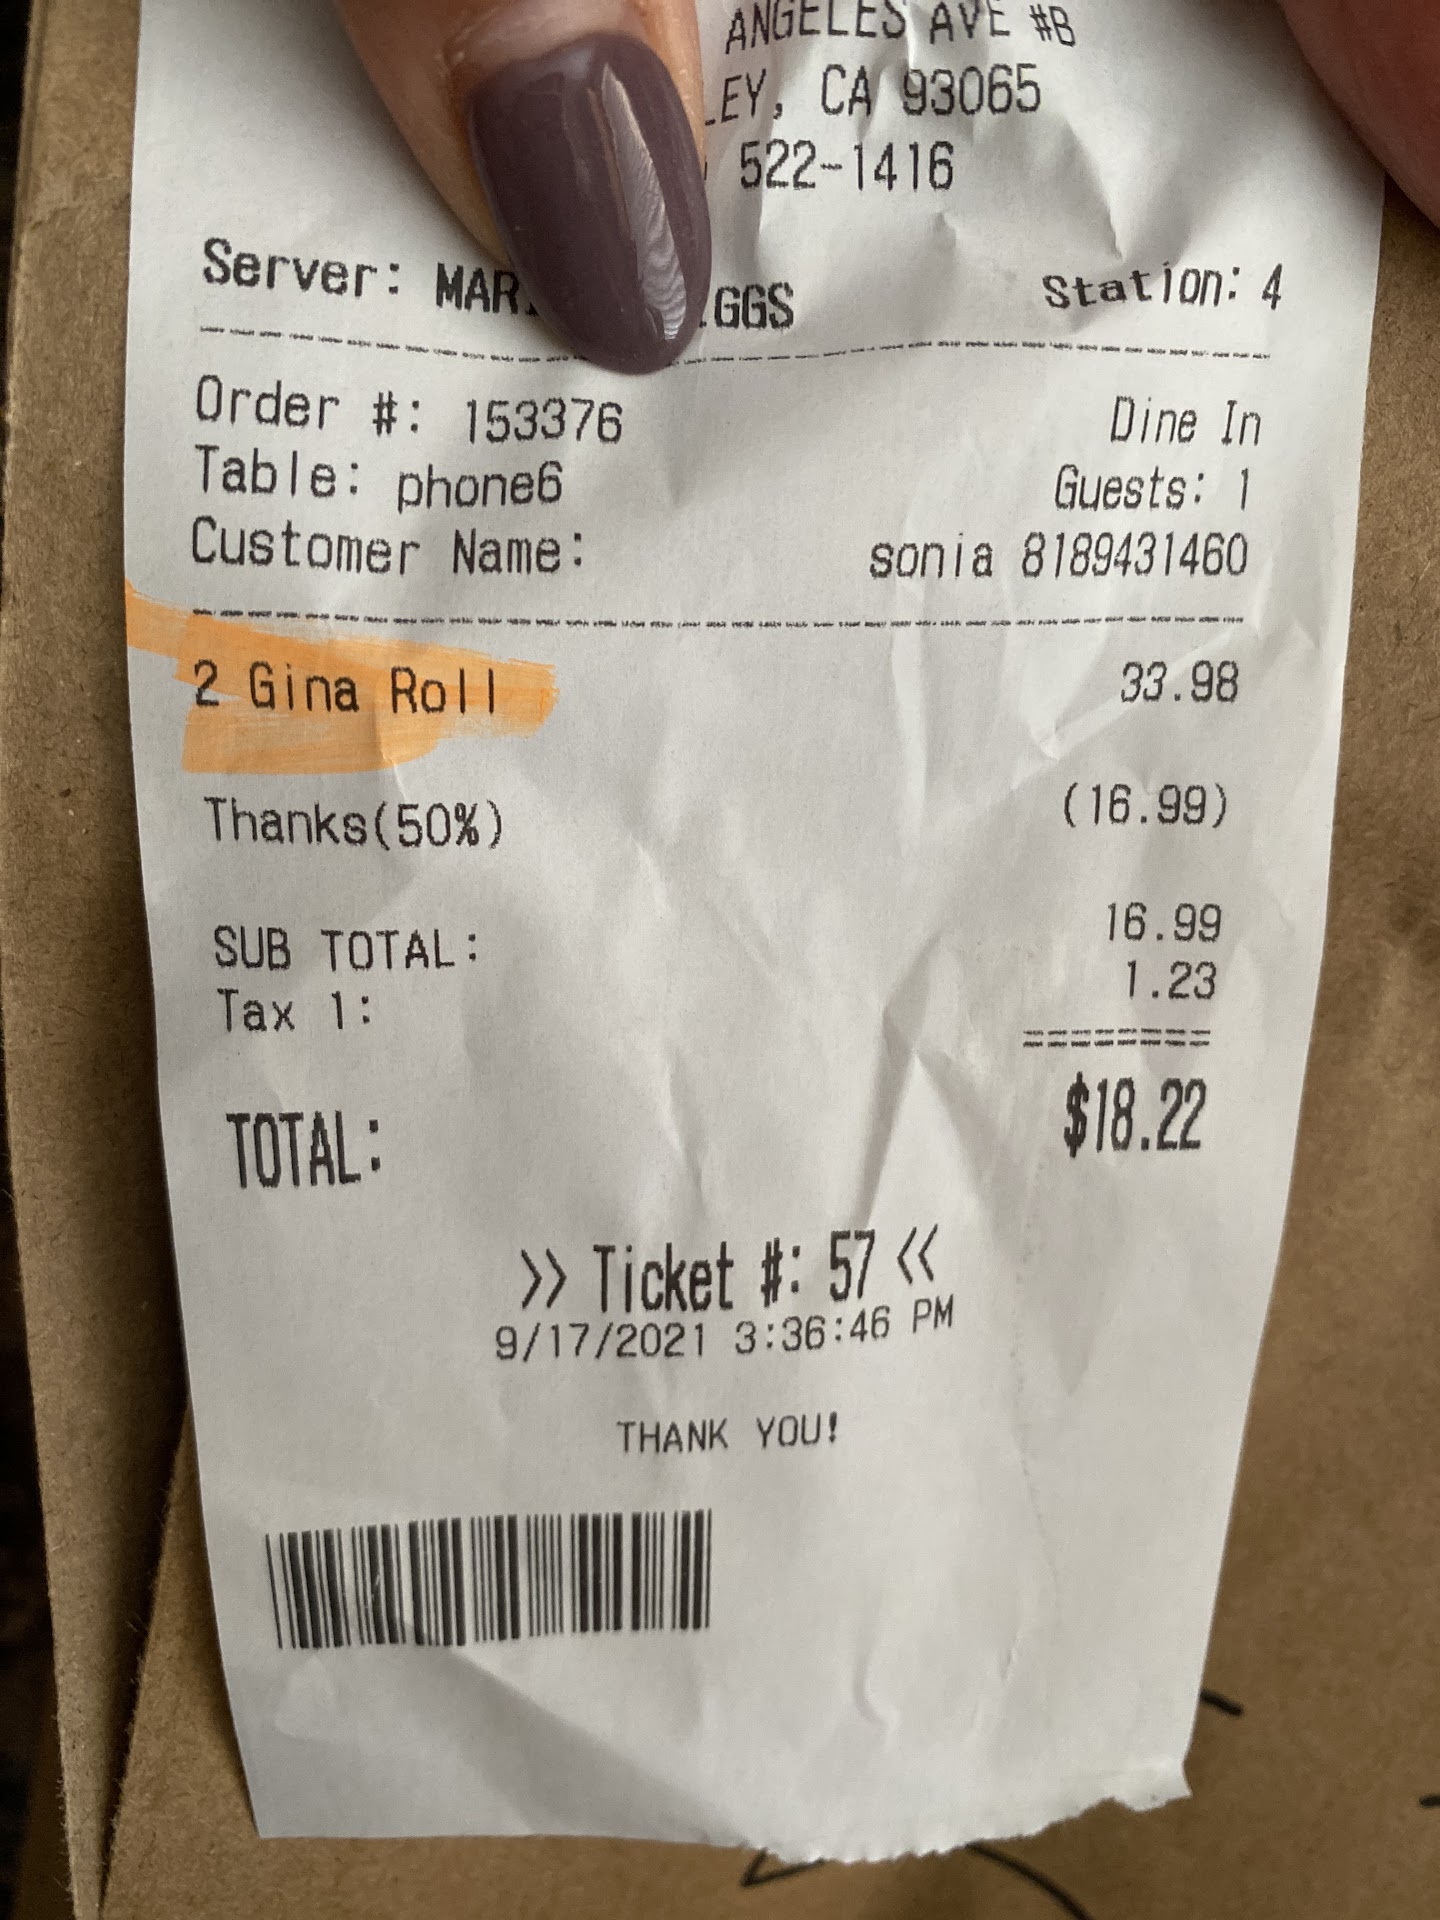 ANGELES AVE #B
LEY, CA 93065
522-1416
Server: Station: 4
Order #: 153376 Dine In
Table: phone6 Guests: 1
Customer Name: sonia 8189431460
2 Gina Roll 33.98
Thanks(50%) (16.99)
SUB TOTAL: 16.99
Tax 1: 1.23
TOTAL: $18.22
>> Ticket #: 57 <<
9/17/2021 3:36:46 PM
THANK YOU!